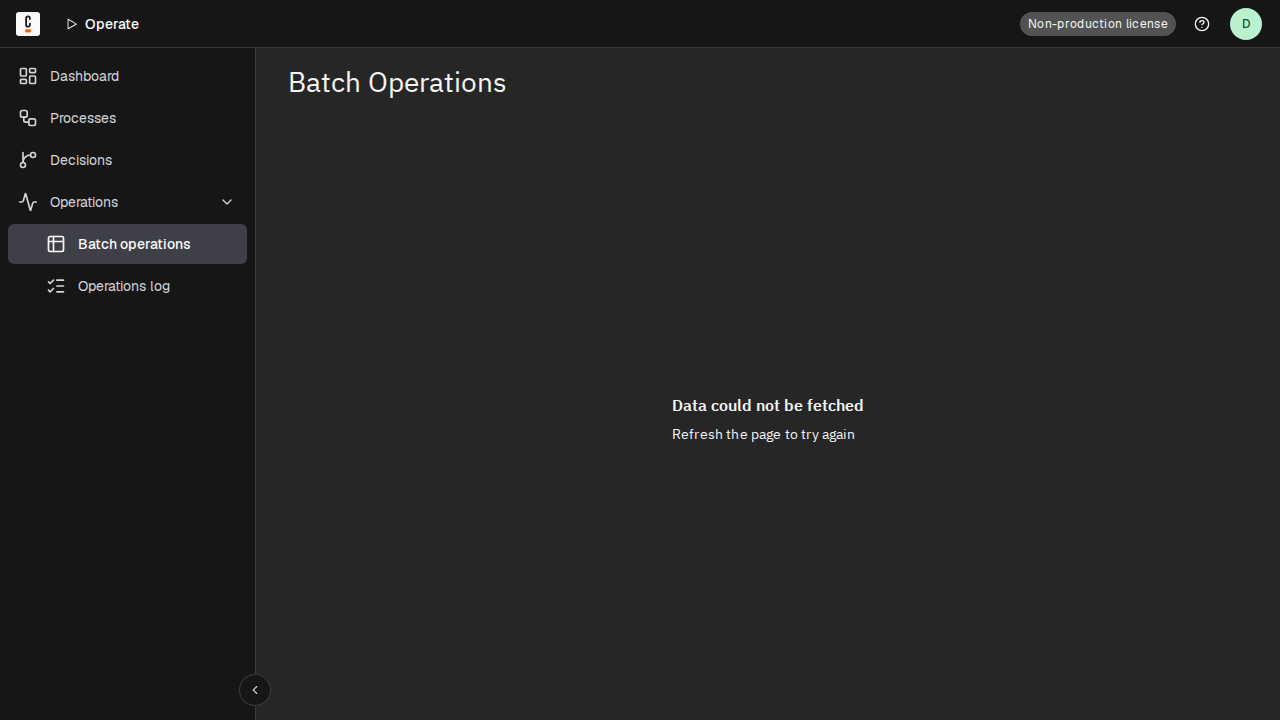 C
Operate
Non-production license
D
Dashboard
Processes
Decisions
Operations
Batch operations
Operations log
Batch Operations
Data could not be fetched
Refresh the page to try again